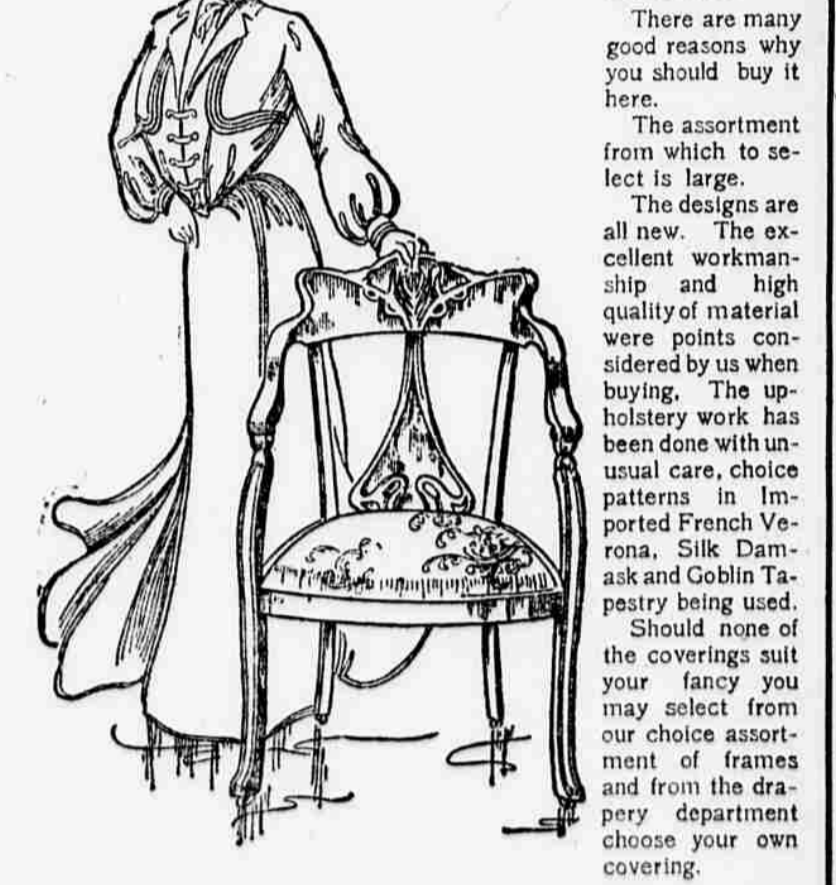 There are many
good reasons why
you should buy it
here.
The assortment
from which to se-
lect is large.
The designs are
all new. The ex-
cellent workman-
ship and high
quality of material
were points con-
sidered by us when
buying. The up-
holstery work has
been done with un-
usual care, choice
patterns in Im-
ported French Ve-
rona, Silk Dam-
ask and Goblin Ta-
pestry being used.
Should none of
the coverings suit
your fancy you
may select from
our choice assort-
ment of frames
and from the dra-
pery department
choose your own
covering.